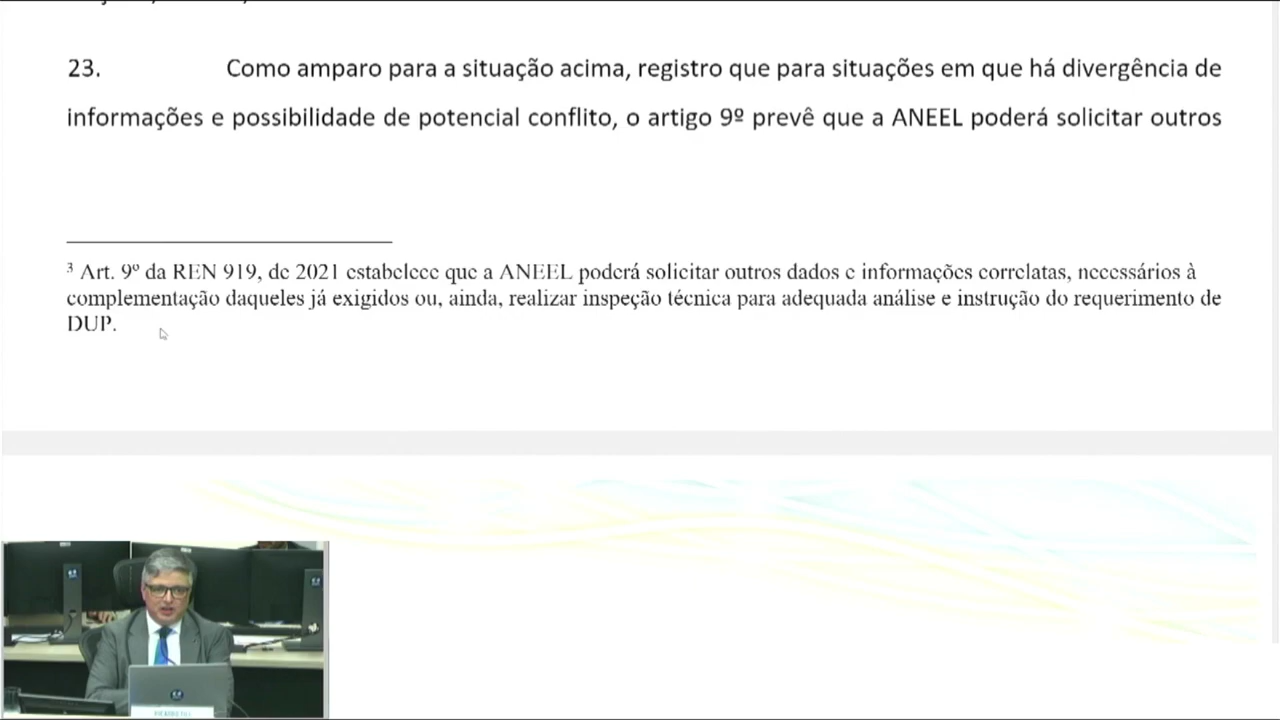 23. Como amparo para a situação acima, registro que para situações em que há divergência de
informações e possibilidade de potencial conflito, o artigo 9º prevê que a ANEEL poderá solicitar outros
³ Art. 9º da REN 919, de 2021 estabelece que a ANEEL poderá solicitar outros dados e informações correlatas, necessários à
complementação daqueles já exigidos ou, ainda, realizar inspeção técnica para adequada análise e instrução do requerimento de
DUP.